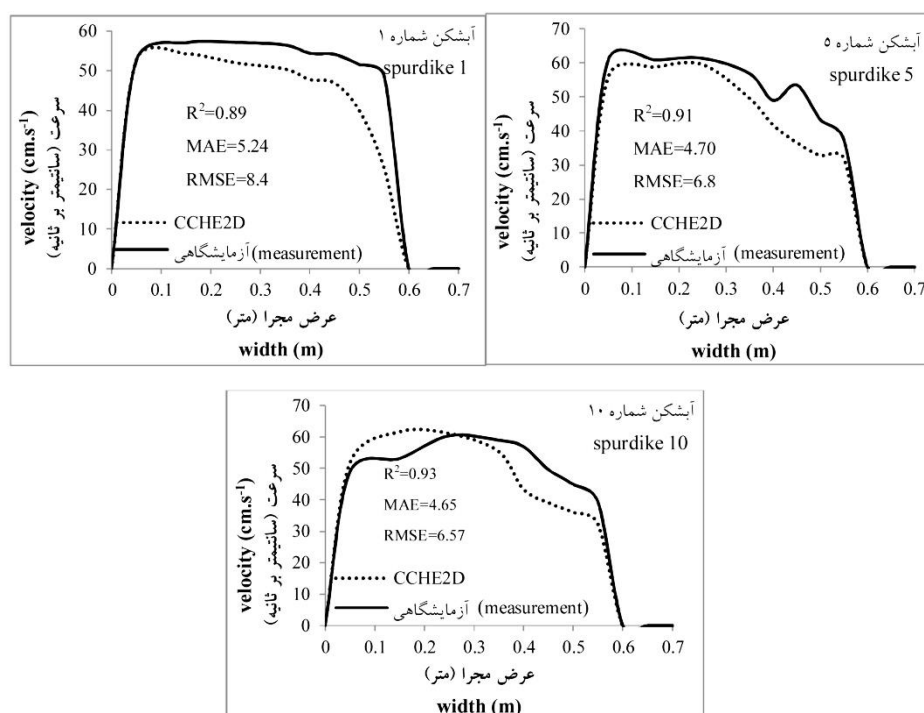 آبشکن شماره ۱
spurdike 1
velocity (cm.s-1)
سرعت (سانتیمتر بر ثانیه)
60
50
40
30
20
10
0
R2=0.89
MAE=5.24
RMSE=8.4
CCHE2D
آزمایشگاهی (measurement)
0 0.1 0.2 0.3 0.4 0.5 0.6 0.7
عرض مجرا (متر)
width (m)
آبشکن شماره ۵
spurdike 5
velocity (cm.s-1)
سرعت (سانتیمتر بر ثانیه)
70
60
50
40
30
20
10
0
R2=0.91
MAE=4.70
RMSE=6.8
CCHE2D
آزمایشگاهی (measurement)
0 0.1 0.2 0.3 0.4 0.5 0.6 0.7
عرض مجرا (متر)
width (m)
آبشکن شماره ۱۰
spurdike 10
velocity (cm.s-1)
سرعت (سانتیمتر بر ثانیه)
70
60
50
40
30
20
10
0
R2=0.93
MAE=4.65
RMSE=6.57
CCHE2D
آزمایشگاهی (measurement)
0 0.1 0.2 0.3 0.4 0.5 0.6 0.7
عرض مجرا (متر)
width (m)